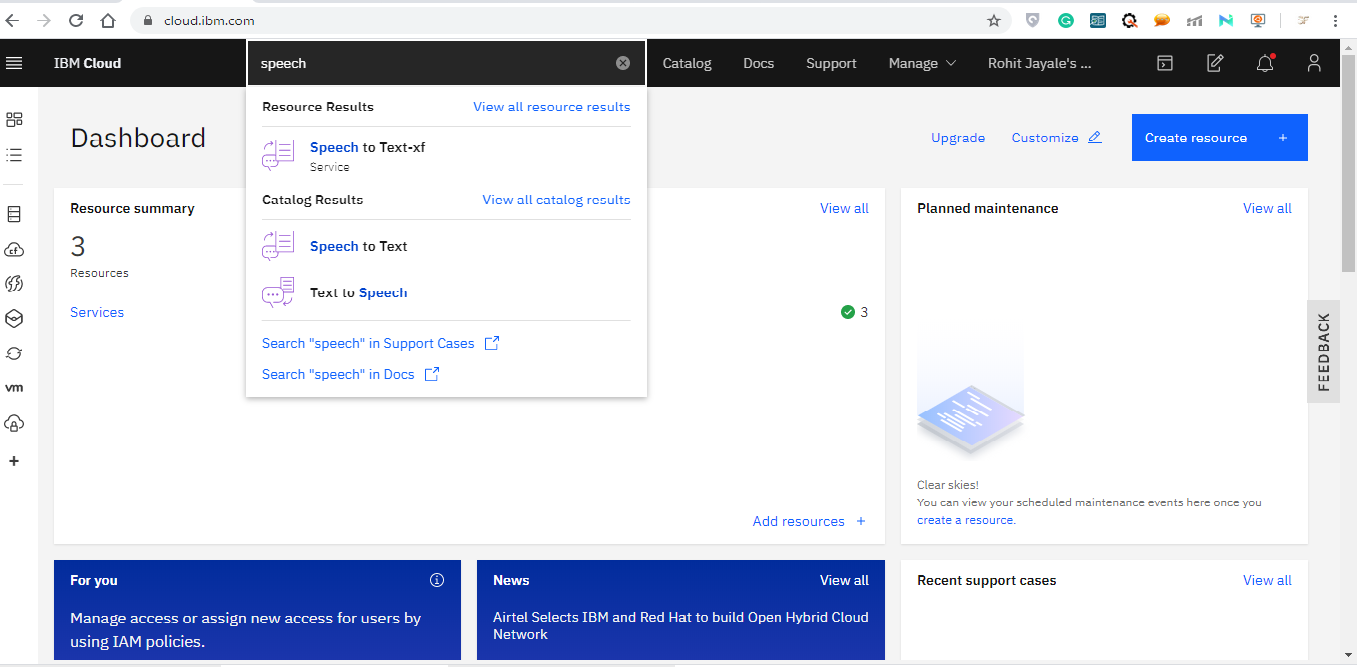 cloud.ibm.com
IBM Cloud
speech
Catalog
Docs
Support
Manage
Rohit Jayale's ...
Resource Results
View all resource results
Speech to Text-xf
Service
Catalog Results
View all catalog results
Speech to Text
Text to Speech
Search "speech" in Support Cases
Search "speech" in Docs
Dashboard
Upgrade
Customize
Create resource +
Resource summary
View all
3
Resources
Services
3
Add resources +
Planned maintenance
View all
Clear skies!
You can view your scheduled maintenance events here once you
create a resource.
FEEDBACK
cf
vm
+
For you
Manage access or assign new access for users by
using IAM policies.
News
View all
Airtel Selects IBM and Red Hat to build Open Hybrid Cloud
Network
Recent support cases
View all